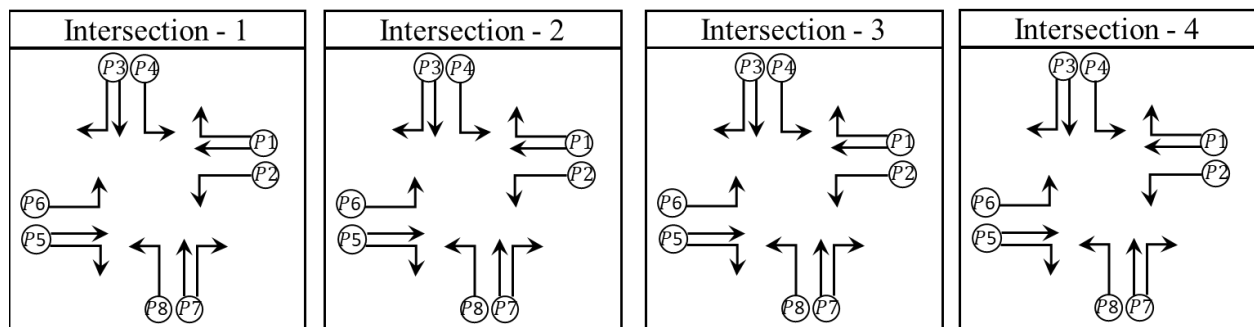 Intersection - 1
P3 P4
P1
P2
P6
P5
P8 P7
Intersection - 2
P3 P4
P1
P2
P6
P5
P8 P7
Intersection - 3
P3 P4
P1
P2
P6
P5
P8 P7
Intersection - 4
P3 P4
P1
P2
P6
P5
P8 P7